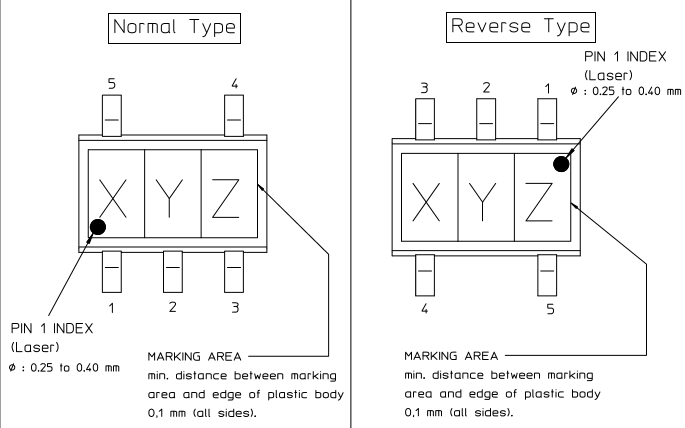 Normal Type
5 4
X Y Z
1 2 3
PIN 1 INDEX
(Laser)
ø : 0.25 to 0.40 mm
MARKING AREA
min. distance between marking
area and edge of plastic body
0,1 mm (all sides).
Reverse Type
PIN 1 INDEX
(Laser)
ø : 0.25 to 0.40 mm
3 2 1
X Y Z
4 5
MARKING AREA
min. distance between marking
area and edge of plastic body
0,1 mm (all sides).